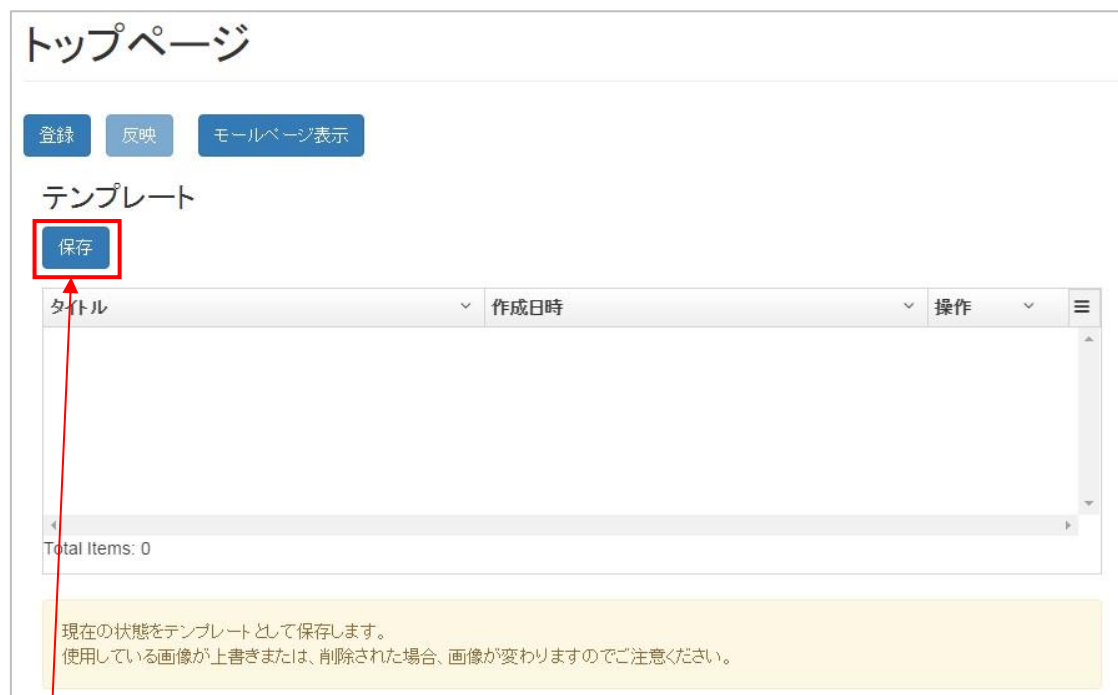 トップページ
登録 反映 モールページ表示
テンプレート
保存
タイトル 作成日時 操作
Total Items: 0
現在の状態をテンプレートとして保存します。
使用している画像が上書きまたは、削除された場合、画像が変わりますのでご注意ください。